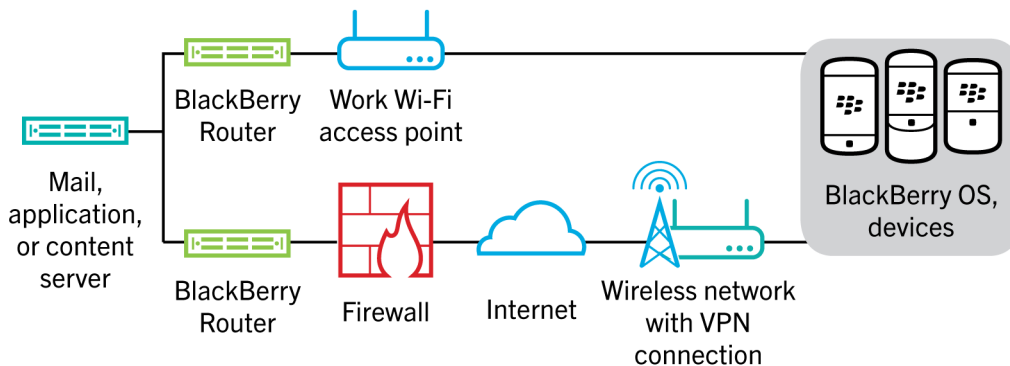 BlackBerry
Router
Work Wi-Fi
access point
Mail,
application,
or content
server
BlackBerry OS,
devices
BlackBerry
Router
Firewall
Internet
Wireless network
with VPN
connection